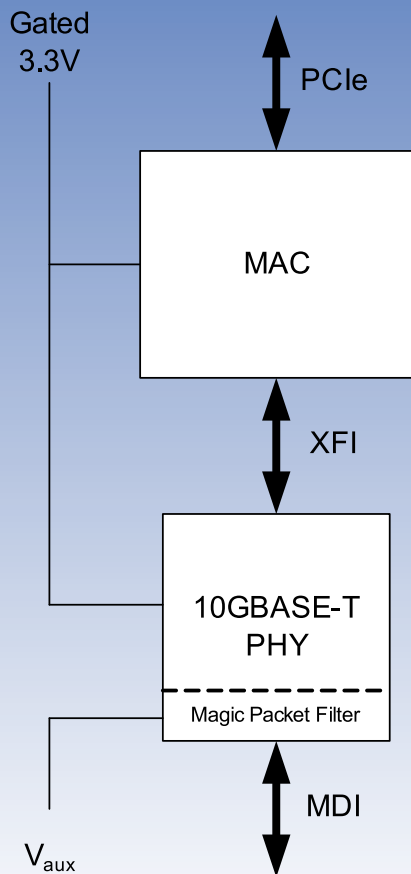 Gated
3.3V
PCIe
MAC
XFI
10GBASE-T
PHY
Magic Packet Filter
MDI
Vaux